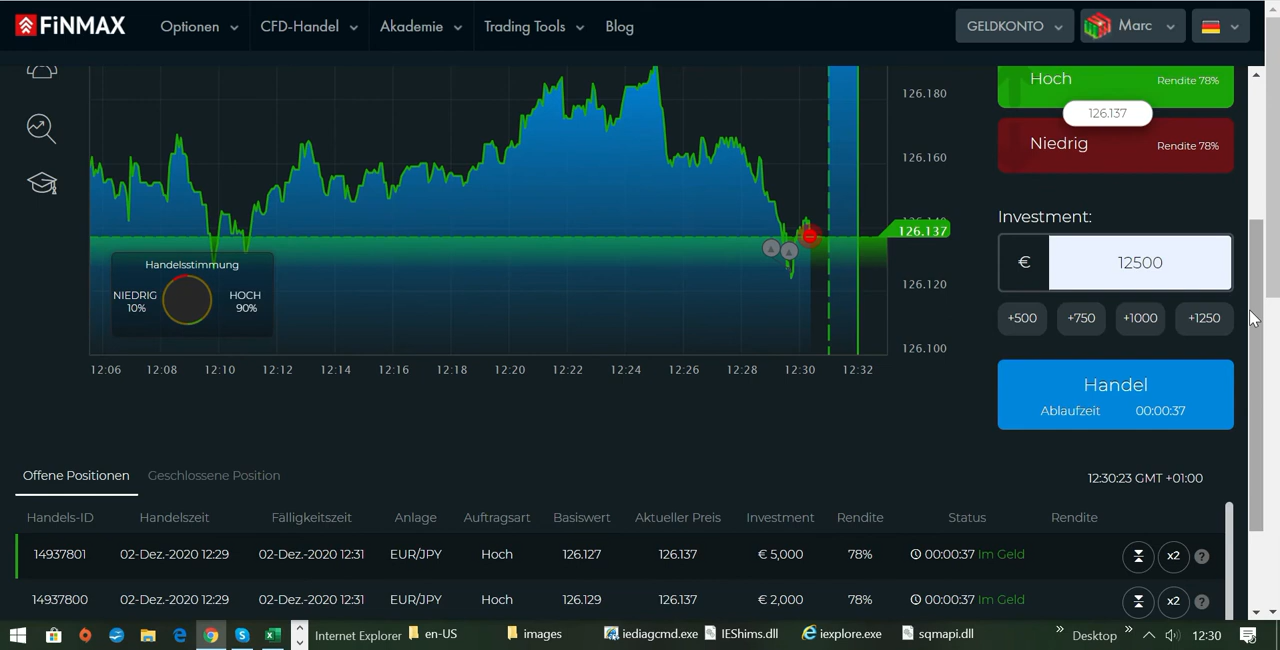 FiNMAX Optionen CFD-Handel Akademie Trading Tools Blog GELDKONTO Marc
Hoch Rendite 78%
126.137
Niedrig Rendite 78%
126.180
126.160
126.137
126.120
126.100
Handelsstimmung
NIEDRIG HOCH
10% 90%
12:06 12:08 12:10 12:12 12:14 12:16 12:18 12:20 12:22 12:24 12:26 12:28 12:30 12:32
Investment:
€ 12500
+500 +750 +1000 +1250
Handel
Ablaufzeit 00:00:37
Offene Positionen Geschlossene Position 12:30:23 GMT +01:00
Handels-ID Handelszeit Fälligkeitszeit Anlage Auftragsart Basiswert Aktueller Preis Investment Rendite Status Rendite
14937801 02-Dez.-2020 12:29 02-Dez.-2020 12:31 EUR/JPY Hoch 126.127 126.137 € 5,000 78% 00:00:37 Im Geld x2 ?
14937800 02-Dez.-2020 12:29 02-Dez.-2020 12:31 EUR/JPY Hoch 126.129 126.137 € 2,000 78% 00:00:37 Im Geld x2 ?
Internet Explorer en-US images iediagcmd.exe IEShims.dll iexplore.exe sqmapi.dll » Desktop » 12:30